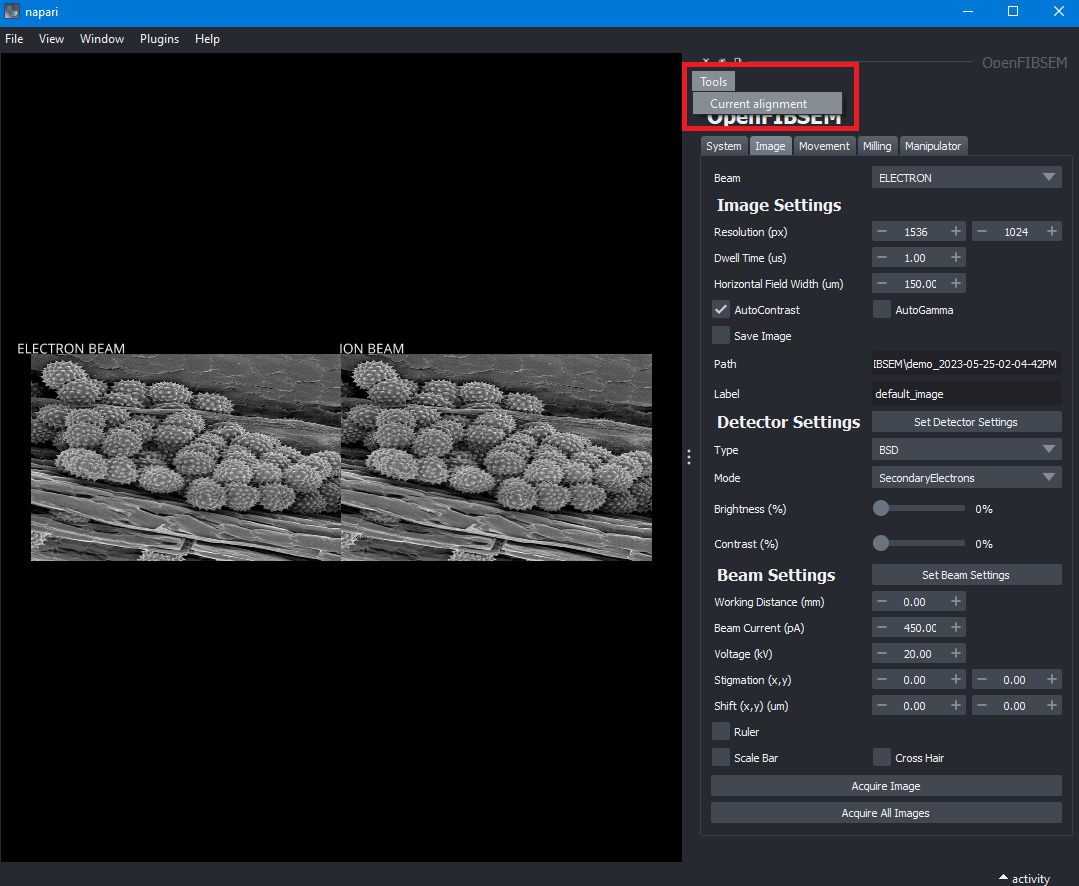 napari
File View Window Plugins Help
OpenFIBSEM
Tools
Current alignment
OpenFIBSEM
System Image Movement Milling Manipulator
Beam ELECTRON
Image Settings
Resolution (px) 1536 1024
Dwell Time (us) 1.00
Horizontal Field Width (um) 150.00
AutoContrast AutoGamma
Save Image
Path IBSEM\demo_2023-05-25-02-04-42PM
Label default_image
Detector Settings Set Detector Settings
Type BSD
Mode SecondaryElectrons
Brightness (%) 0%
Contrast (%) 0%
Beam Settings Set Beam Settings
Working Distance (mm) 0.00
Beam Current (pA) 450.00
Voltage (kV) 20.00
Stigmation (x,y) 0.00 0.00
Shift (x,y) (um) 0.00 0.00
Ruler
Scale Bar Cross Hair
Acquire Image
Acquire All Images
ELECTRON BEAM ION BEAM
activity